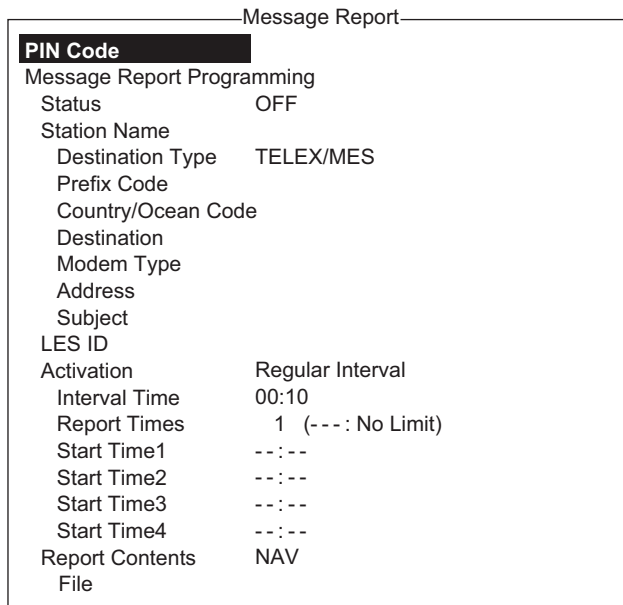 Message Report
PIN Code
Message Report Programming
Status OFF
Station Name
Destination Type TELEX/MES
Prefix Code
Country/Ocean Code
Destination
Modem Type
Address
Subject
LES ID
Activation Regular Interval
Interval Time 00:10
Report Times 1 (---: No Limit)
Start Time1 --:--
Start Time2 --:--
Start Time3 --:--
Start Time4 --:--
Report Contents NAV
File